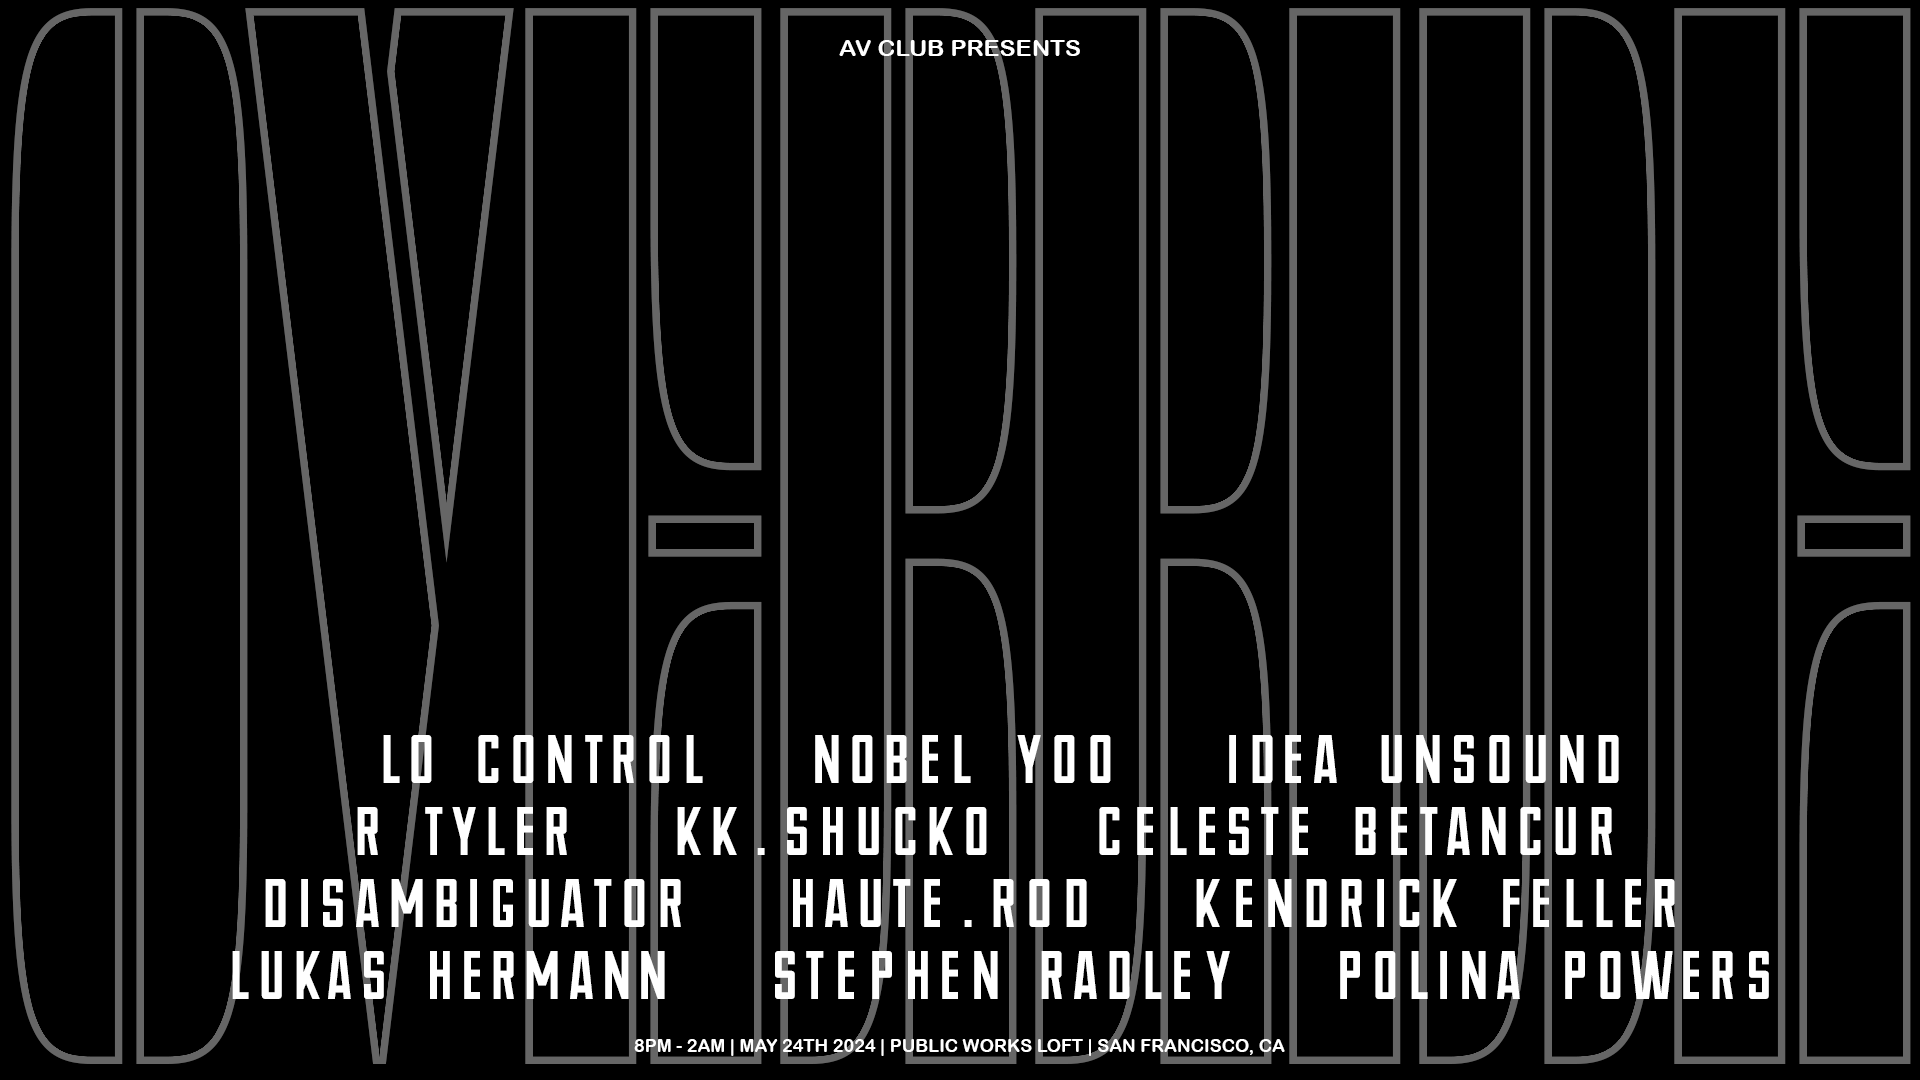 AV CLUB PRESENTS
OVERRIDE
LO CONTROL NOBEL YOO IDEA UNSOUND
R TYLER KK.SHUCKO CELESTE BETANCUR
DISAMBIGUATOR HAUTE.ROD KENDRICK FELLER
LUKAS HERMANN STEPHEN RADLEY POLINA POWERS
8PM - 2AM | MAY 24TH 2024 | PUBLIC WORKS LOFT | SAN FRANCISCO, CA